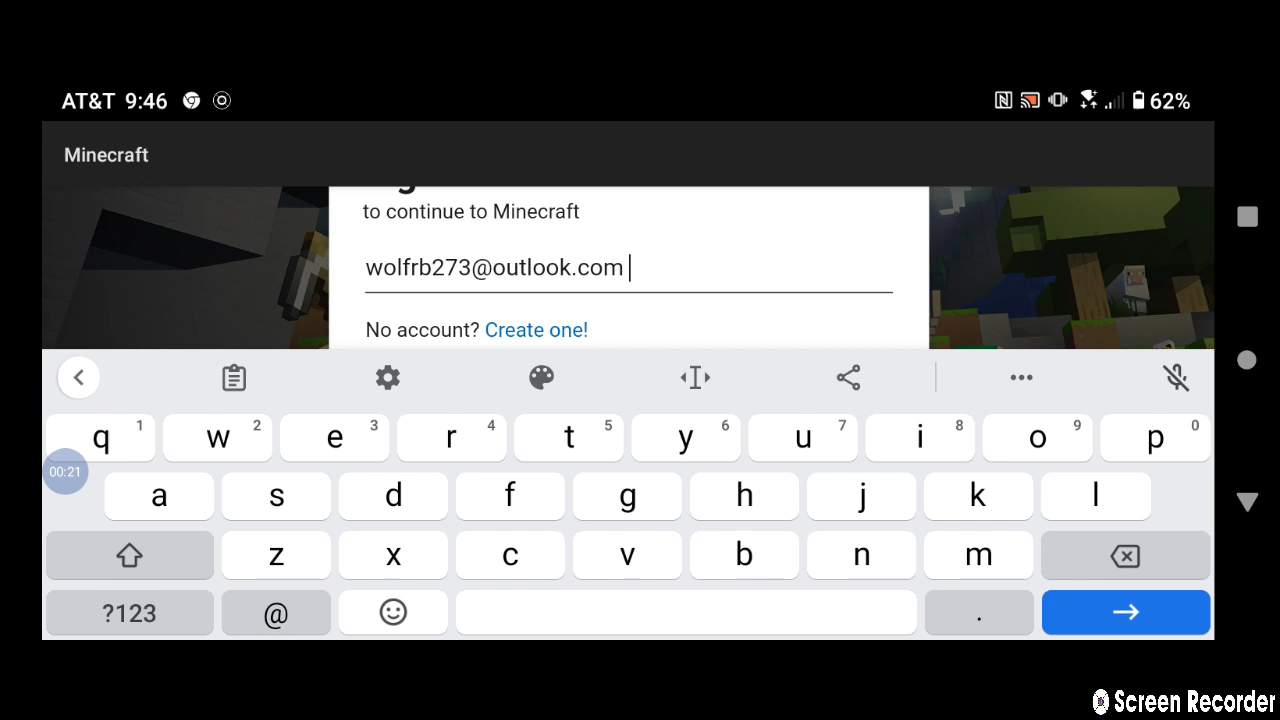 AT&T 9:46 62%
Minecraft
to continue to Minecraft
wolfrb273@outlook.com
No account? Create one!
q 1 w 2 e 3 r 4 t 5 y 6 u 7 i 8 o 9 p 0
00:21
a s d f g h j k l
z x c v b n m
?123 @ .
Screen Recorder